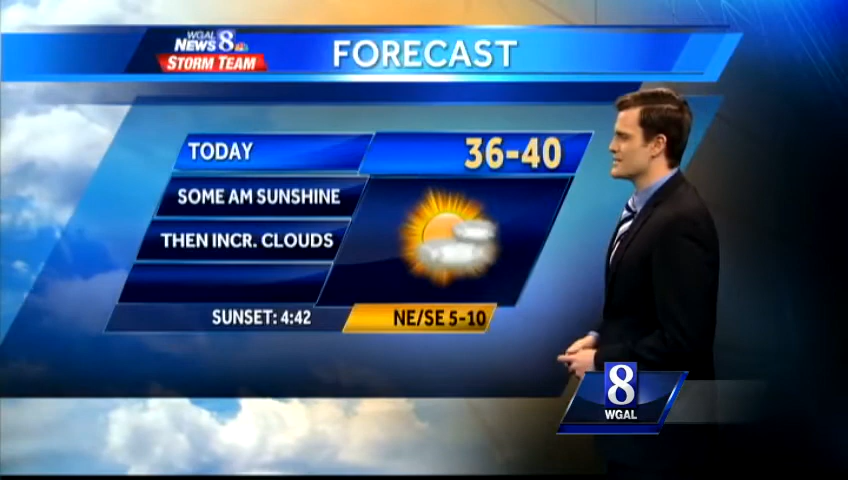 WGAL
NEWS 8
STORM TEAM
FORECAST
TODAY
36-40
SOME AM SUNSHINE
THEN INCR. CLOUDS
SUNSET: 4:42
NE/SE 5-10
8
WGAL